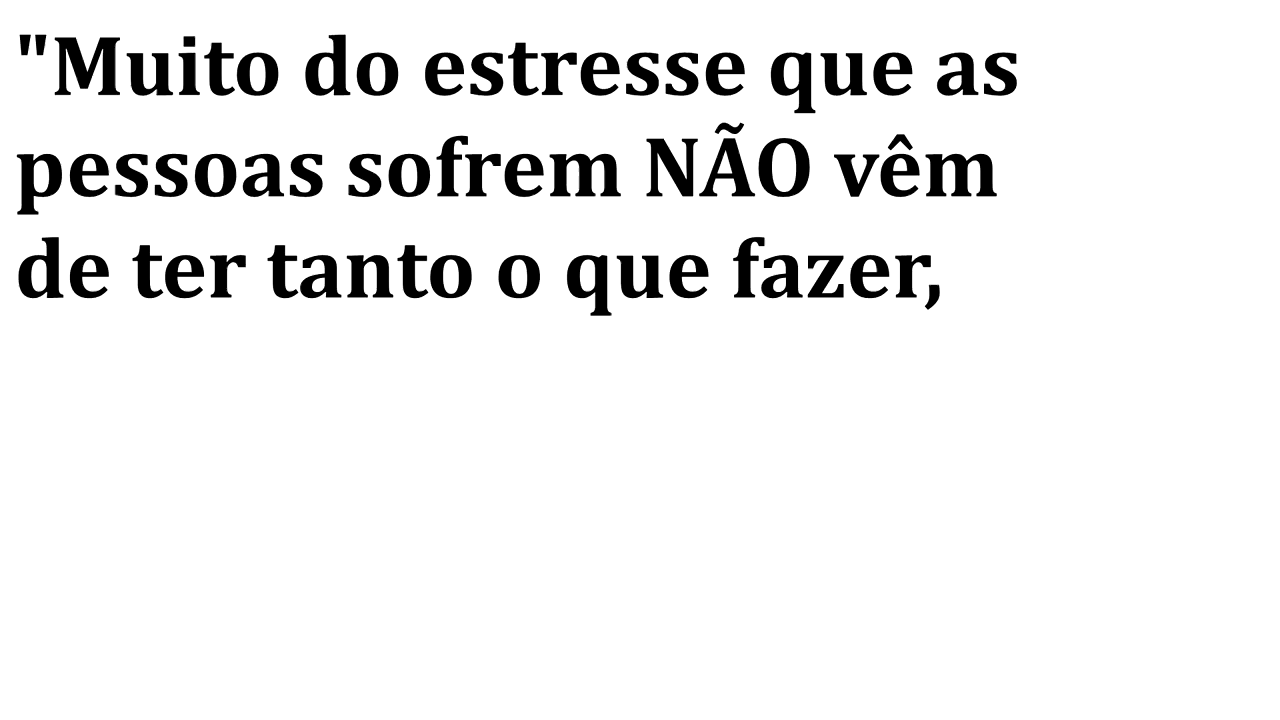 "Muito do estresse que as
pessoas sofrem NÃO vêm
de ter tanto o que fazer,